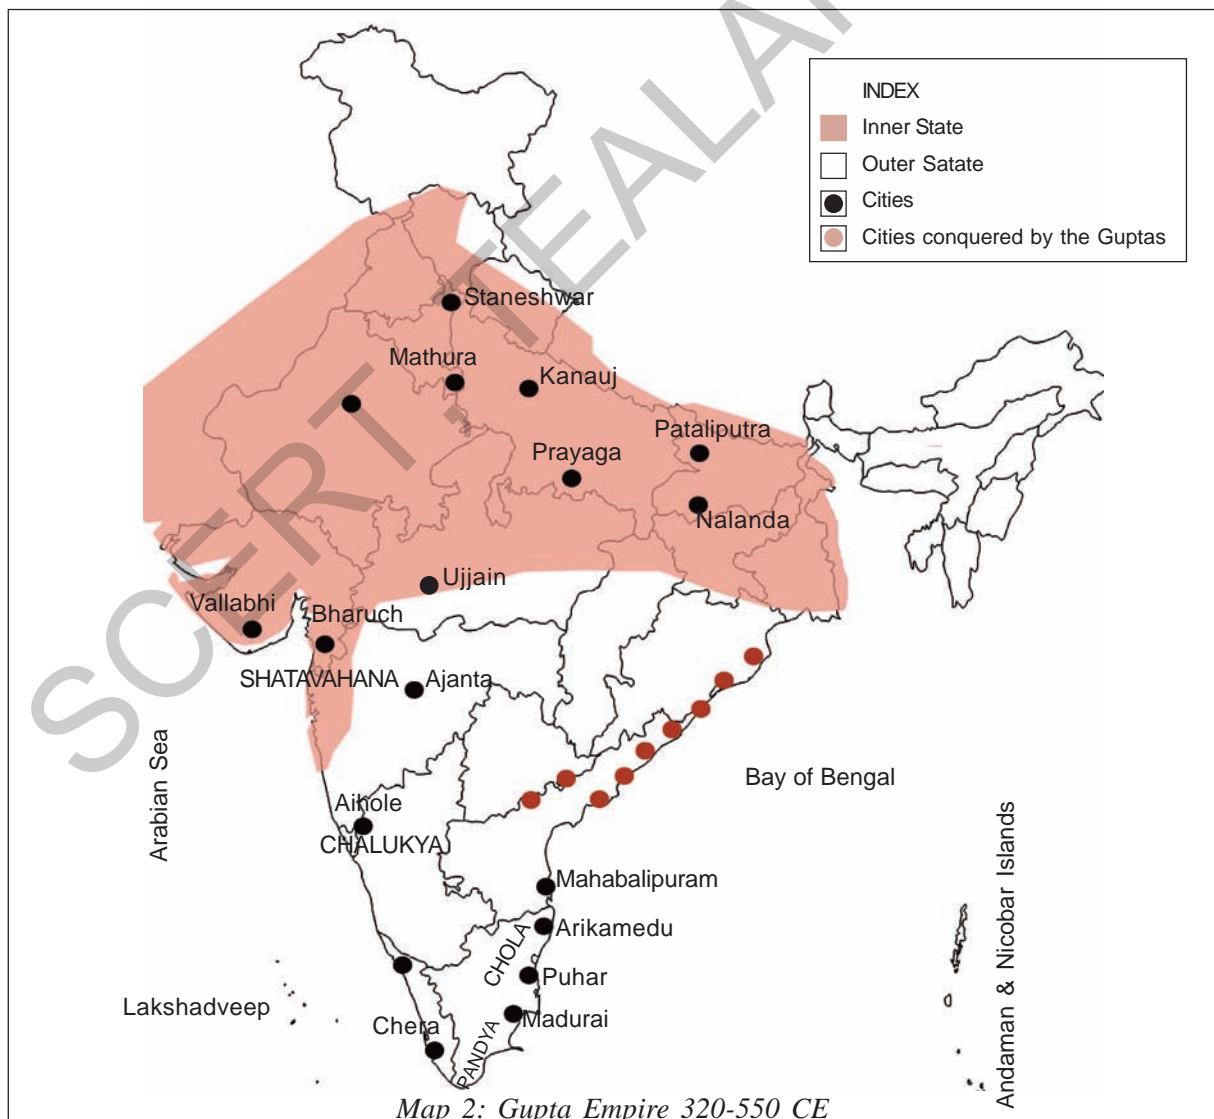 INDEX
Inner State
Outer Satate
Cities
Cities conquered by the Guptas
Staneshwar
Mathura
Kanauj
Pataliputra
Prayaga
Nalanda
Ujjain
Vallabhi
Bharuch
SHATAVAHANA
Ajanta
Arabian Sea
Bay of Bengal
Aihole
CHALUKYA
Mahabalipuram
Arikamedu
CHOLA
Puhar
Lakshadveep
Chera
PANDYA
Madurai
Andaman & Nicobar Islands
Map 2: Gupta Empire 320-550 CE
SCERT, TEALAN